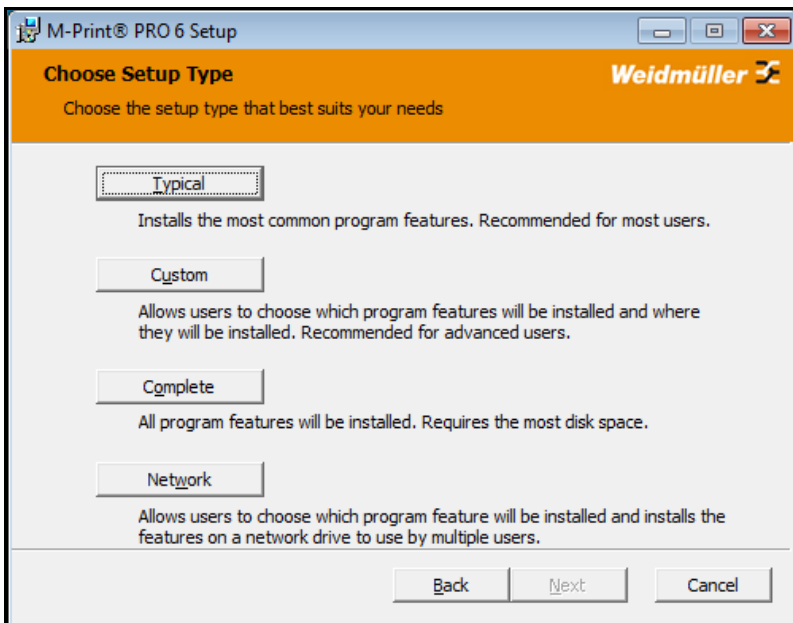 M-Print® PRO 6 Setup
Choose Setup Type
Weidmüller
Choose the setup type that best suits your needs
Typical
Installs the most common program features. Recommended for most users.
Custom
Allows users to choose which program features will be installed and where
they will be installed. Recommended for advanced users.
Complete
All program features will be installed. Requires the most disk space.
Network
Allows users to choose which program feature will be installed and installs the
features on a network drive to use by multiple users.
Back Next Cancel